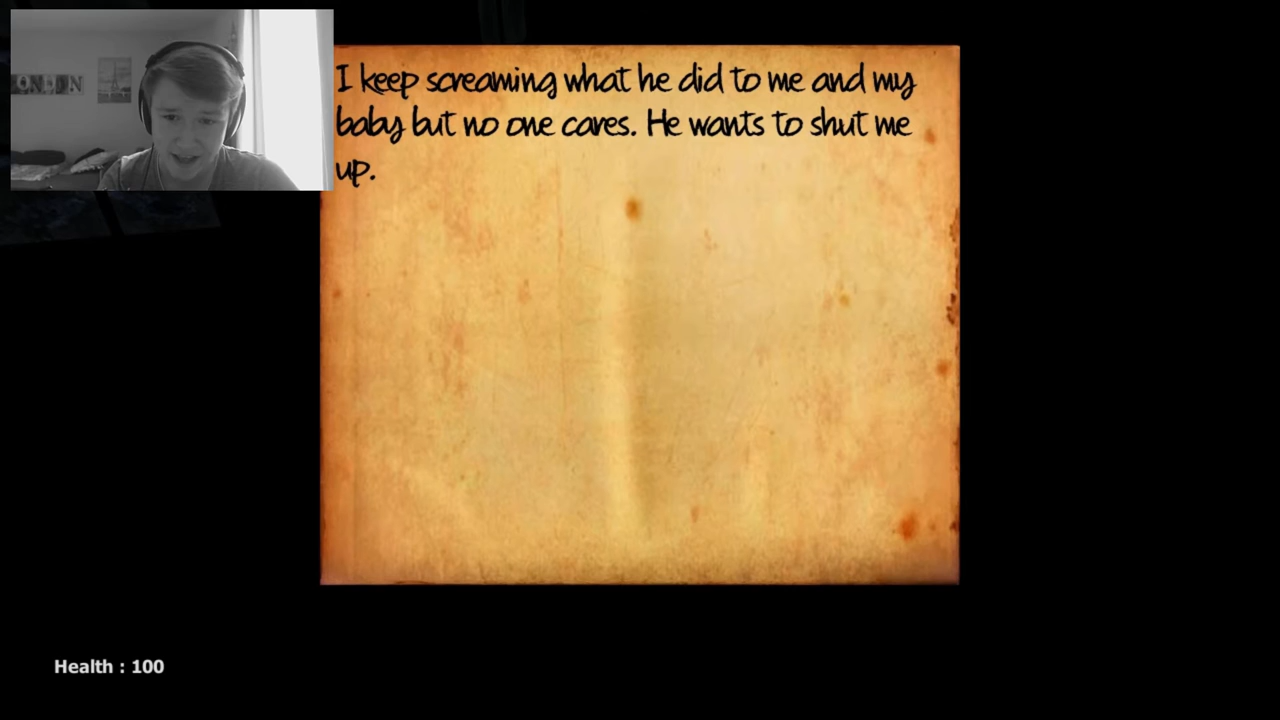 ONDON
I keep screaming what he did to me and my
baby but no one cares. He wants to shut me
up.
Health : 100